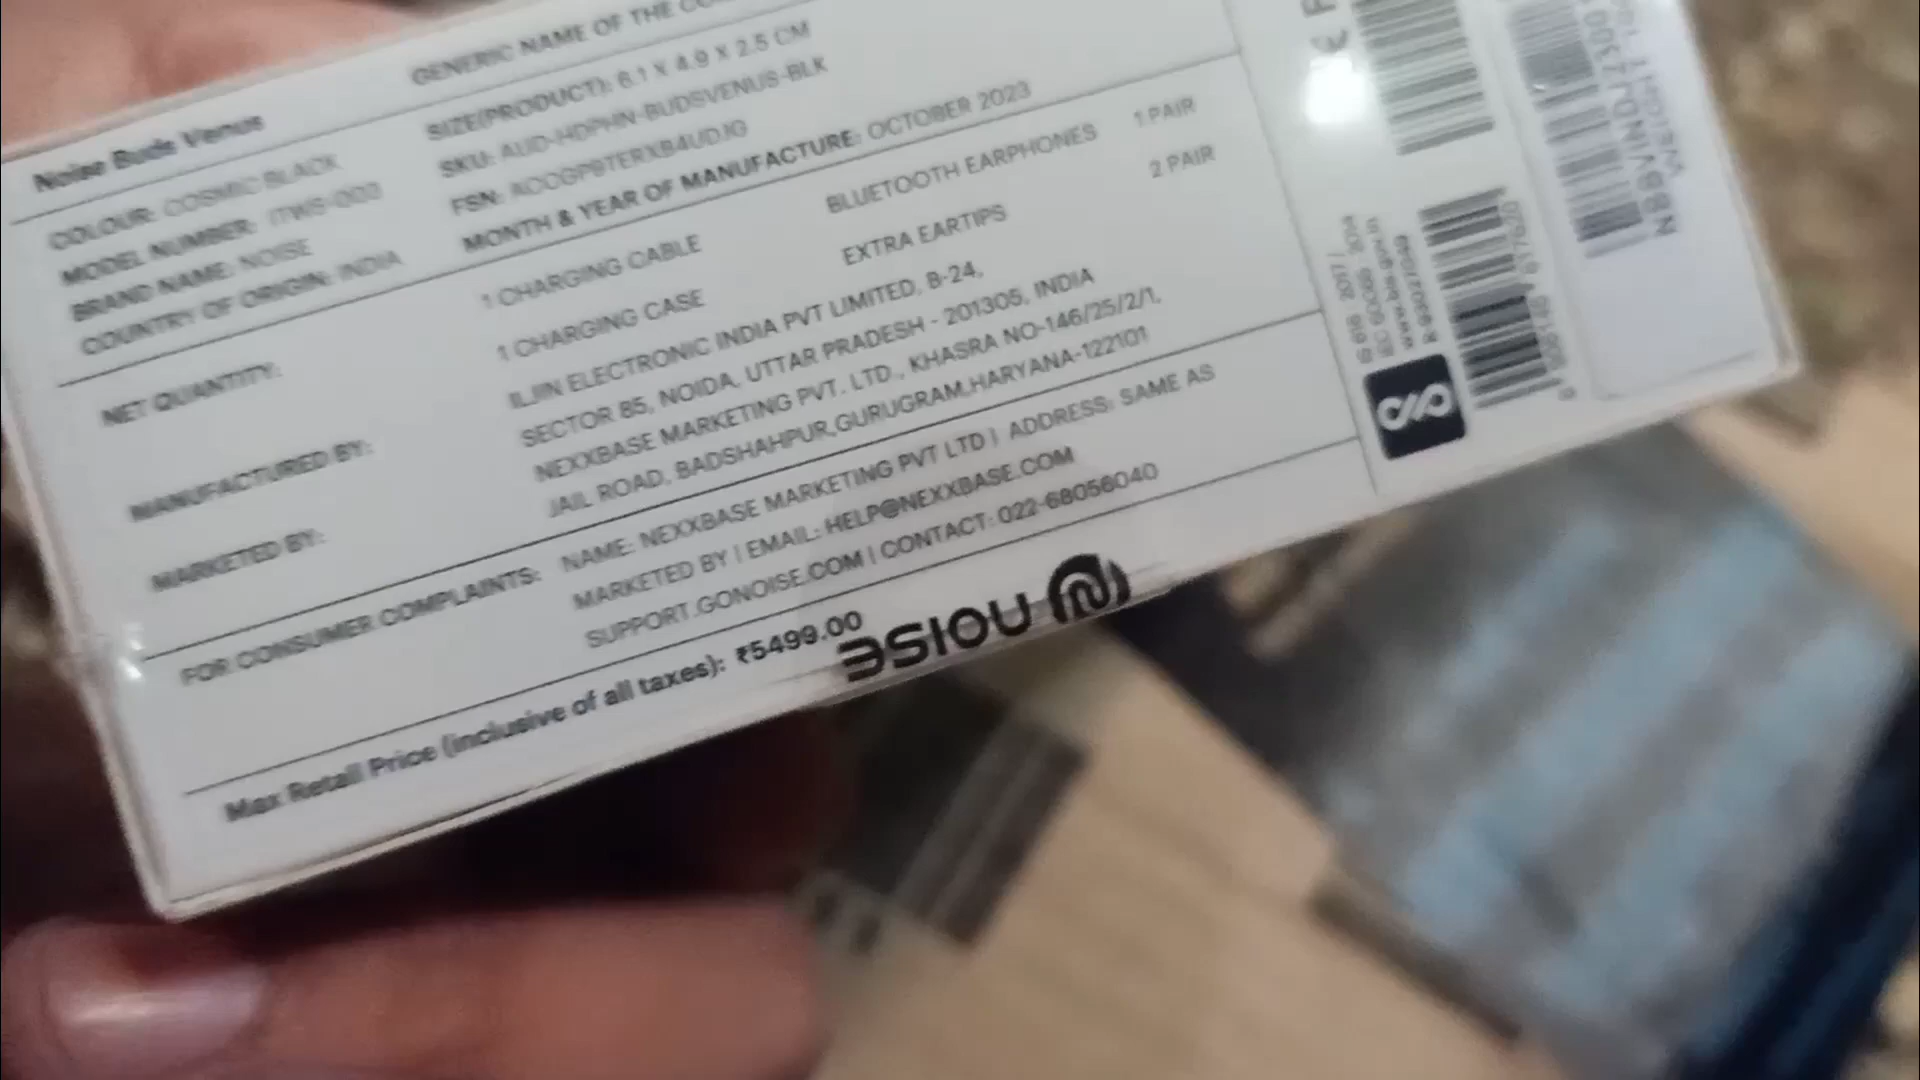 GENERIC NAME OF THE
Noise Buds Venus
COLOUR: COSMIC BLACK
MODEL NUMBER: ITWS-003
BRAND NAME: NOISE
COUNTRY OF ORIGIN: INDIA
SIZE(PRODUCT): 6.1 X 4.9 X 2.5 CM
SKU: AUD-HDPHN-BUDSVENUS-BLK
FSN:
MONTH & YEAR OF MANUFACTURE: OCTOBER 2023
NET QUANTITY:
1 CHARGING CABLE BLUETOOTH EARPHONES 1 PAIR
1 CHARGING CASE EXTRA EARTIPS 2 PAIR
MANUFACTURED BY: ILJIN ELECTRONIC INDIA PVT LIMITED, B-24,
SECTOR 85, NOIDA, UTTAR PRADESH - 201305, INDIA
MARKETED BY: NEXXBASE MARKETING PVT. LTD., KHASRA NO-146/25/2/1,
JAIL ROAD, BADSHAHPUR,GURUGRAM,HARYANA-122101
FOR CONSUMER COMPLAINTS: NAME: NEXXBASE MARKETING PVT LTD | ADDRESS: SAME AS
MARKETED BY | EMAIL: HELP@NEXXBASE.COM
SUPPORT.GONOISE.COM | CONTACT: 022-68056040
Max Retail Price (inclusive of all taxes): ₹5499.00
NOISE